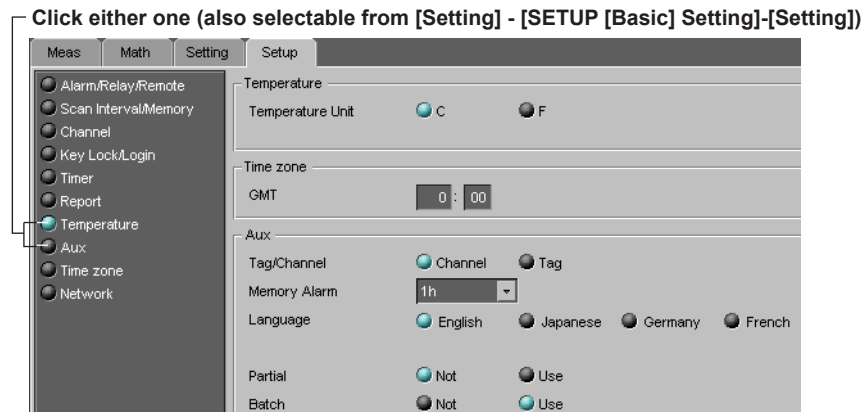 Click either one (also selectable from [Setting] - [SETUP [Basic] Setting]-[Setting])
Meas Math Setting Setup
Alarm/Relay/Remote
Scan Interval/Memory
Channel
Key Lock/Login
Timer
Report
Temperature
Aux
Time zone
Network
Temperature
Temperature Unit C F
Time zone
GMT 0 : 00
Aux
Tag/Channel Channel Tag
Memory Alarm 1h
Language English Japanese Germany French
Partial Not Use
Batch Not Use